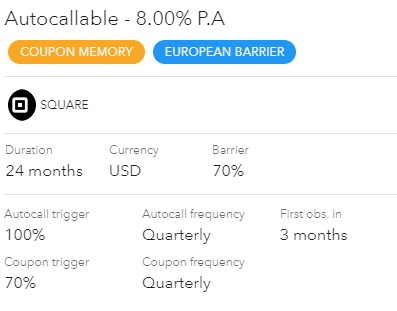 Autocallable - 8.00% P.A
COUPON MEMORY EUROPEAN BARRIER
SQUARE
Duration Currency Barrier
24 months USD 70%
Autocall trigger Autocall frequency First obs. in
100% Quarterly 3 months
Coupon trigger Coupon frequency
70% Quarterly